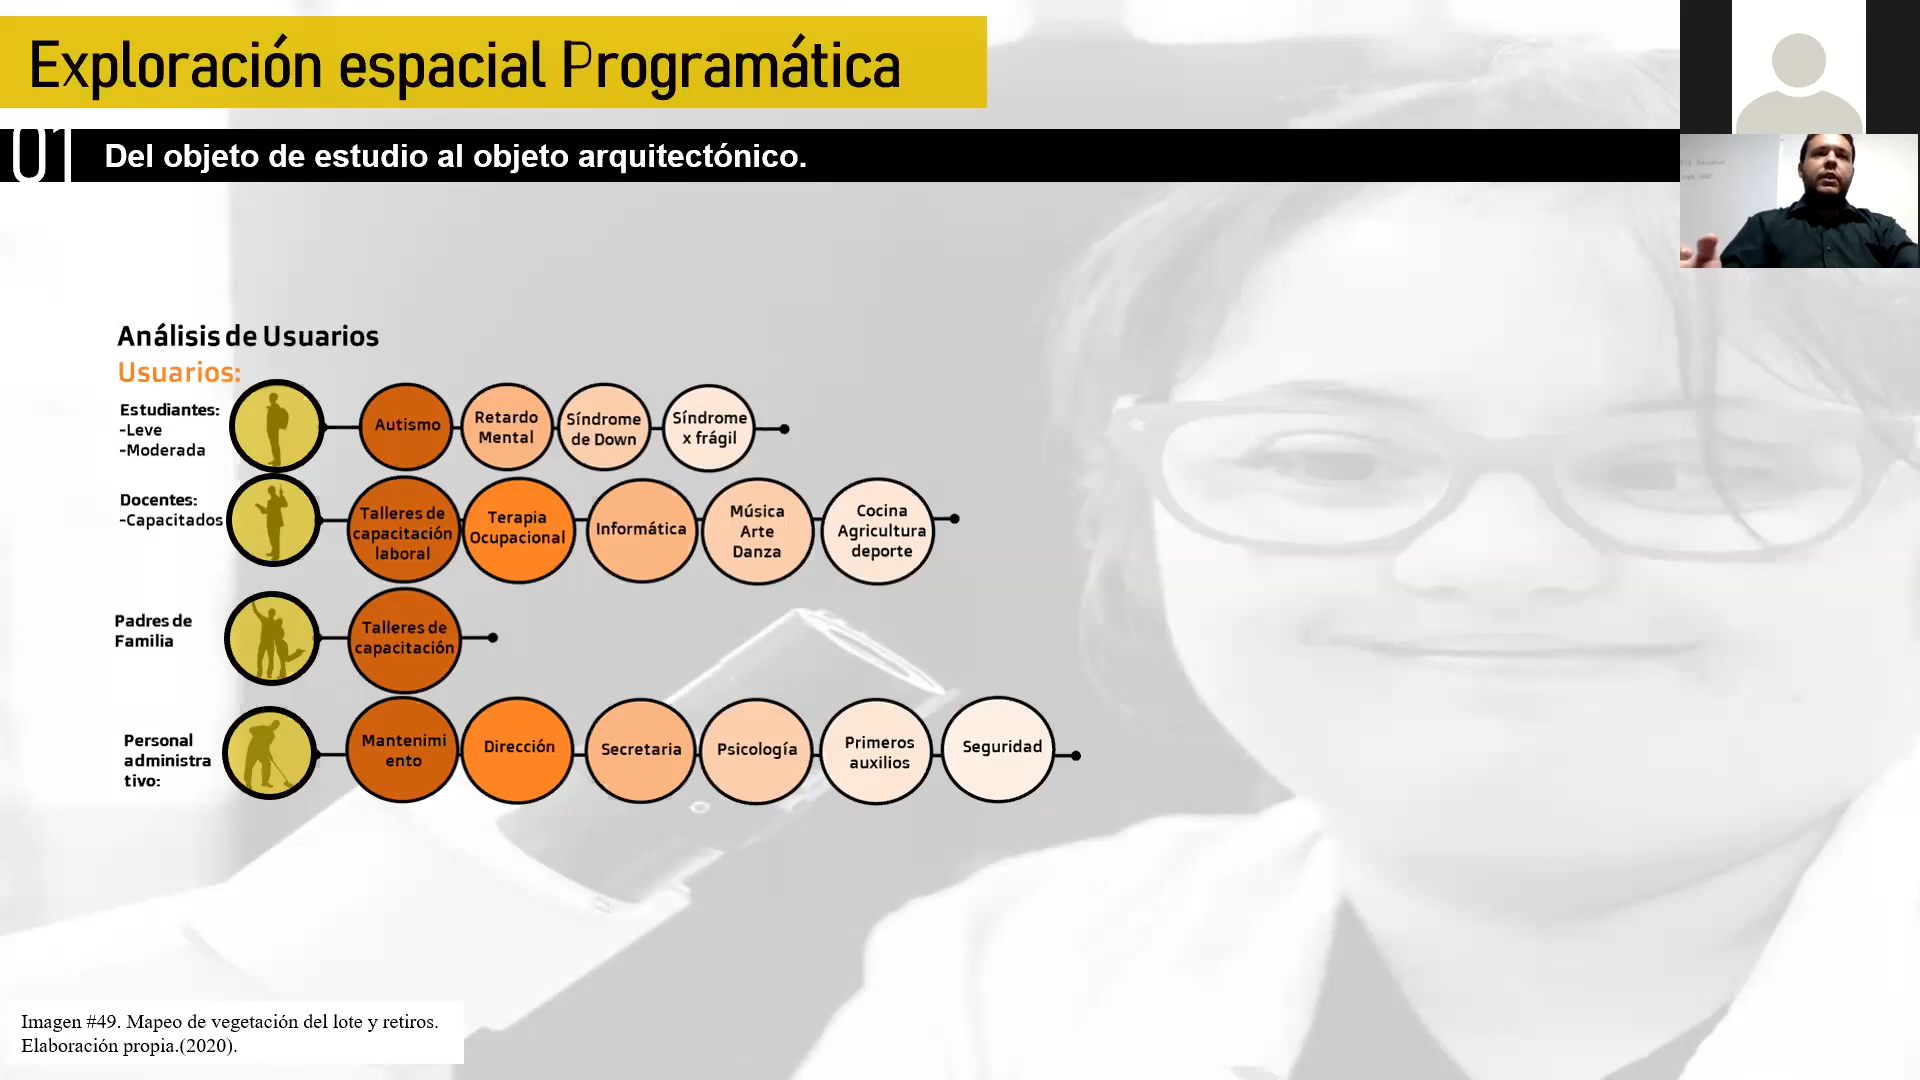 Exploración espacial Programática
01
Del objeto de estudio al objeto arquitectónico.
Análisis de Usuarios
Usuarios:
Estudiantes:
-Leve
-Moderada
Autismo
Retardo
Mental
Síndrome
de Down
Síndrome
x frágil
Docentes:
-Capacitados
Talleres de
capacitación
laboral
Terapia
Ocupacional
Informática
Música
Arte
Danza
Cocina
Agricultura
deporte
Padres de
Familia
Talleres de
capacitación
Personal
administra
tivo:
Mantenimi
ento
Dirección
Secretaria
Psicología
Primeros
auxilios
Seguridad
Imagen #49. Mapeo de vegetación del lote y retiros.
Elaboración propia.(2020).